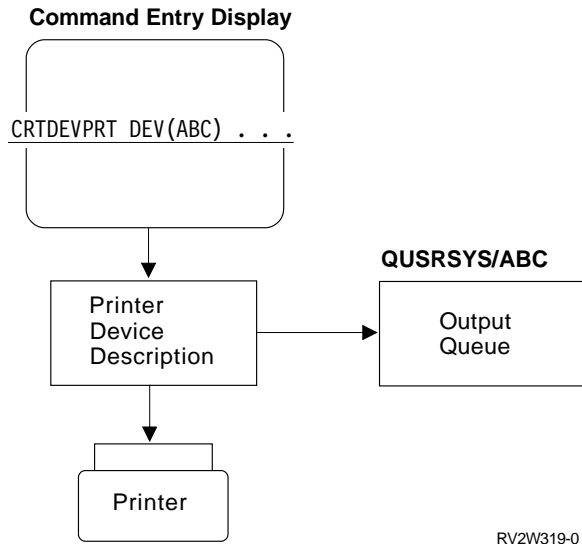 Command Entry Display
CRTDEVPRT DEV(ABC) . . .
QUSRSYS/ABC
Printer
Device
Description
Output
Queue
Printer
RV2W319-0